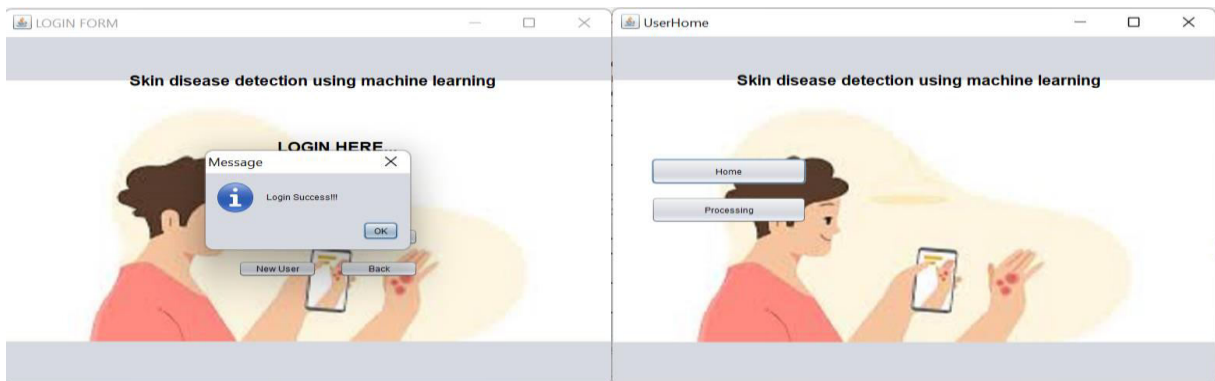 LOGIN FORM
Skin disease detection using machine learning
LOGIN HERE...
Message
Login Success!!!
OK
New User
Back
UserHome
Skin disease detection using machine learning
Home
Processing